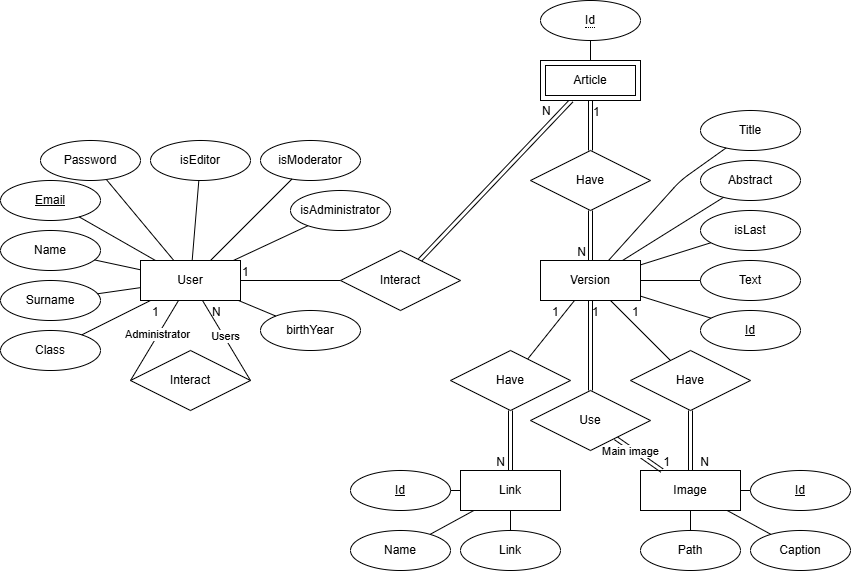 Id
Article
N
1
Title
Password
isEditor
isModerator
Have
Abstract
Email
isAdministrator
isLast
Name
N
1
User
Interact
Version
Text
Surname
1
N
1
1
1
birthYear
Id
Administrator
Users
Class
Interact
Have
Have
Use
Main image
N
1
N
Id
Link
Image
Id
Name
Link
Path
Caption